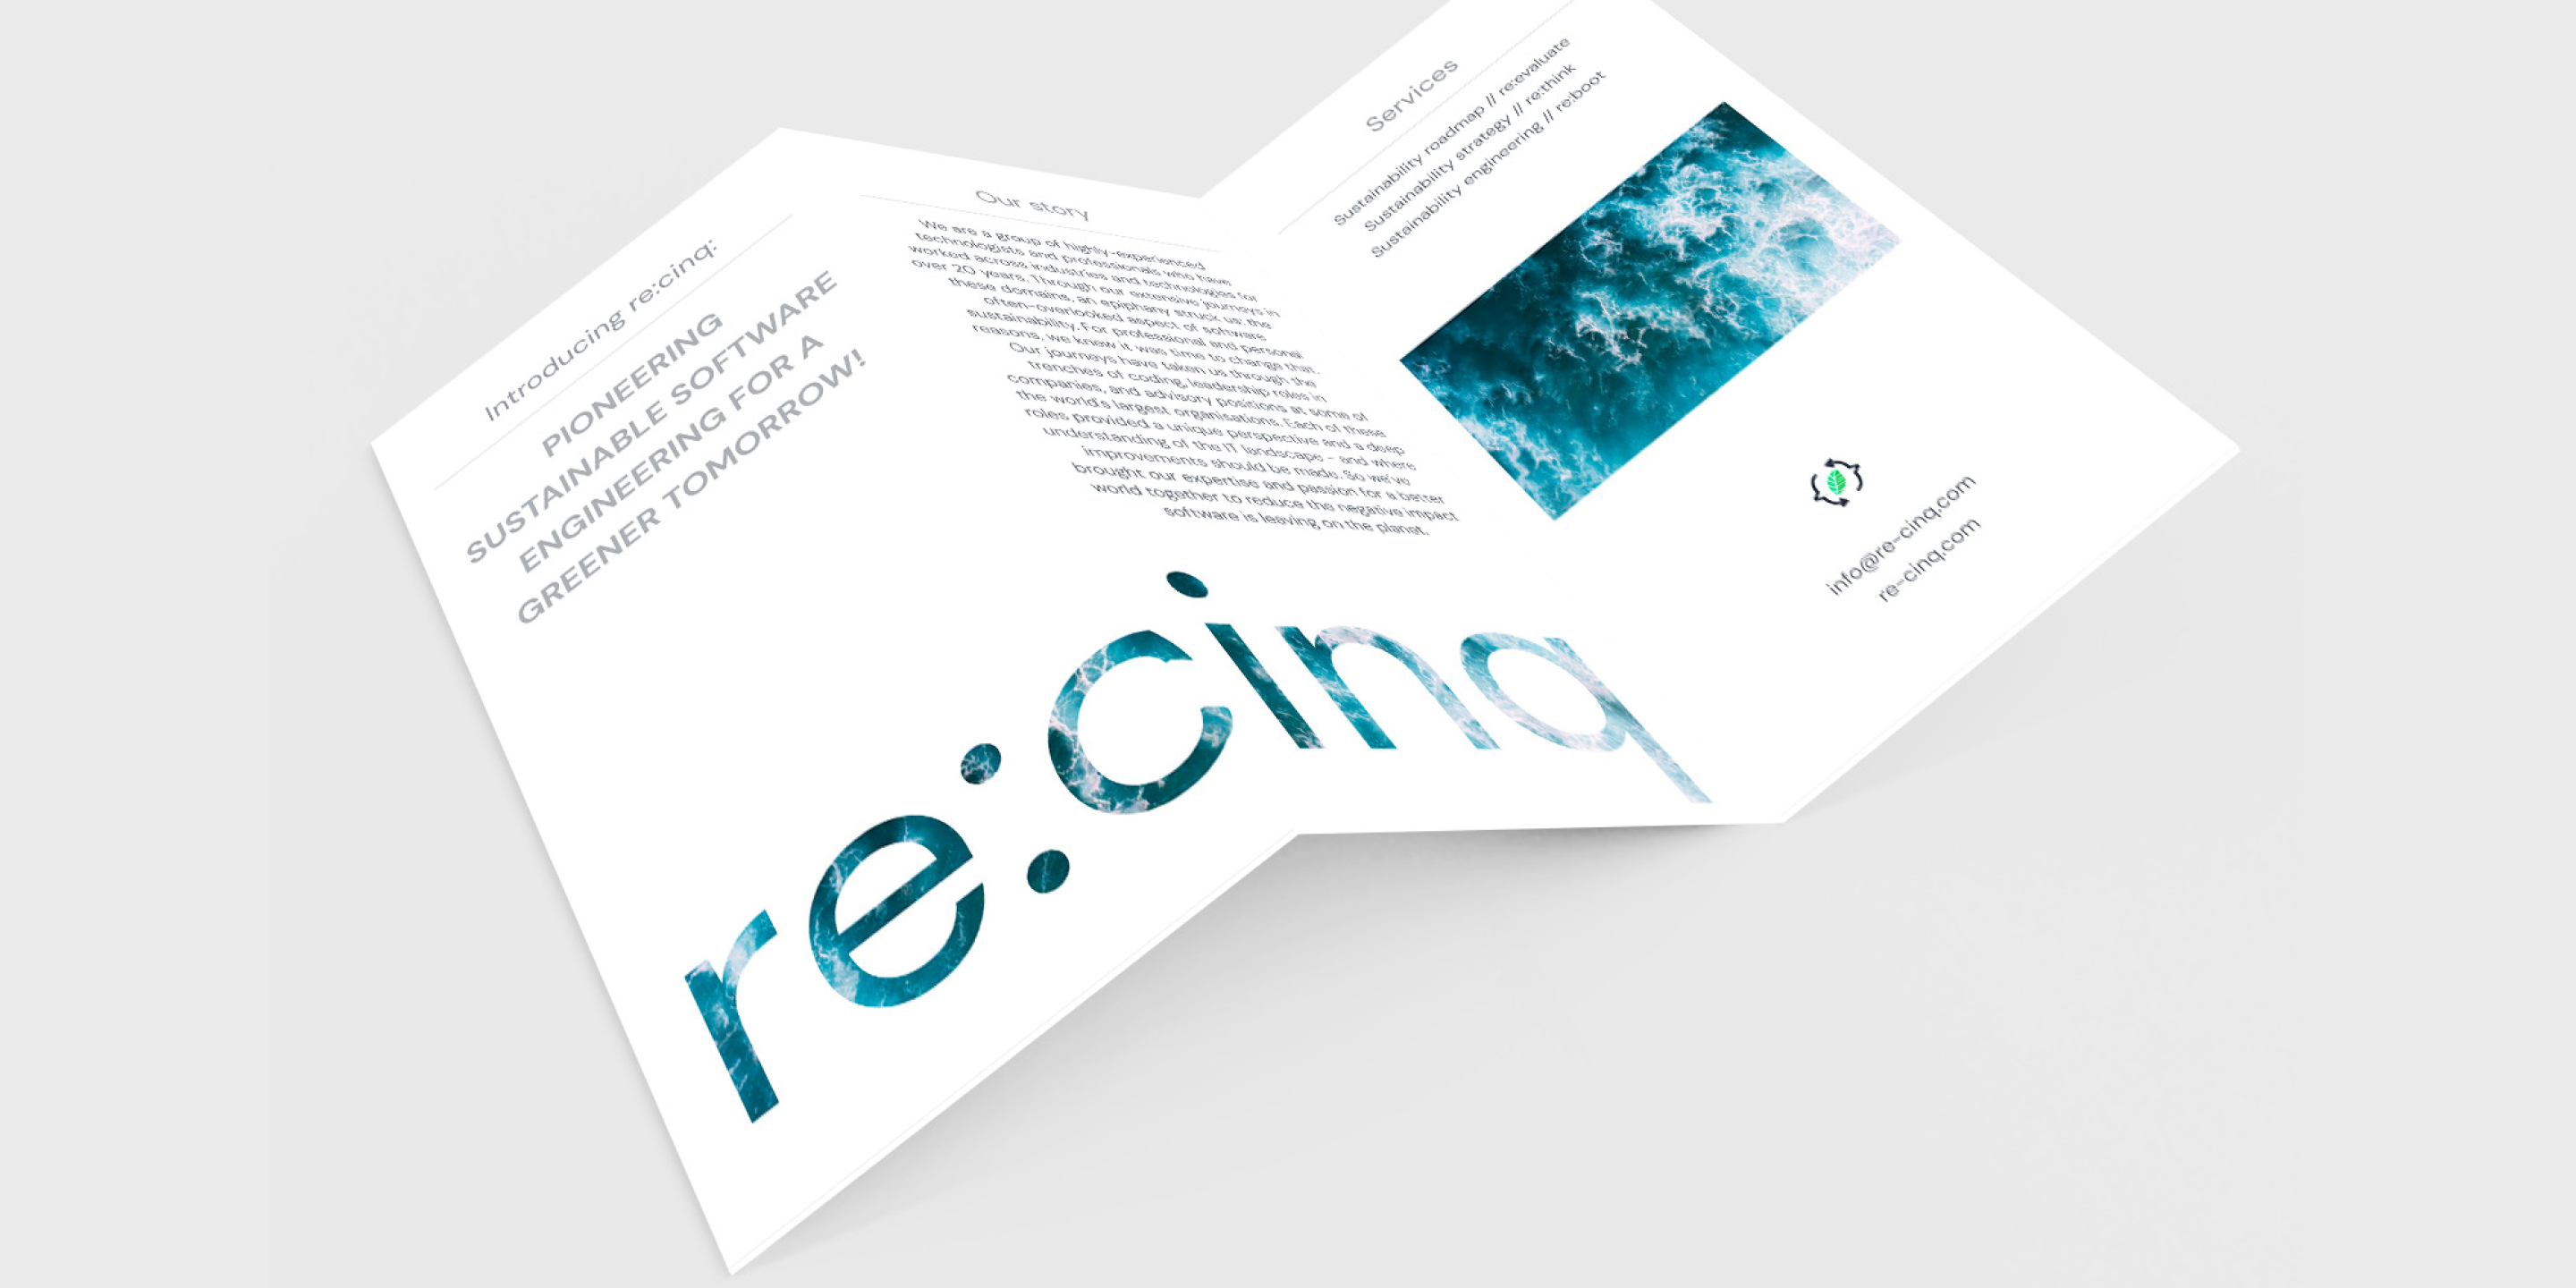 Introducing re:cinq:
PIONEERING
SUSTAINABLE SOFTWARE
ENGINEERING FOR A
GREENER TOMORROW!
Our story
We are a group of highly-experienced
technologists and professionals who have
worked across industries and technologies for
over 20 years. Through our extensive journeys in
these domains, an epiphany struck us: the
often-overlooked aspect of software
sustainability. For professional and personal
reasons, we knew it was time to change that.
Our journeys have taken us through the
trenches of coding, leadership roles in
companies, and advisory positions at some of
the world's largest organisations. Each of these
roles provided a unique perspective and a deep
understanding of the IT landscape – and where
improvements should be made. So we've
brought our expertise and passion for a better
world together to reduce the negative impact
software is leaving on the planet.
Services
Sustainability roadmap // re:evaluate
Sustainability strategy // re:think
Sustainability engineering // re:boot
info@re-cinq.com
re-cinq.com
re:cinq